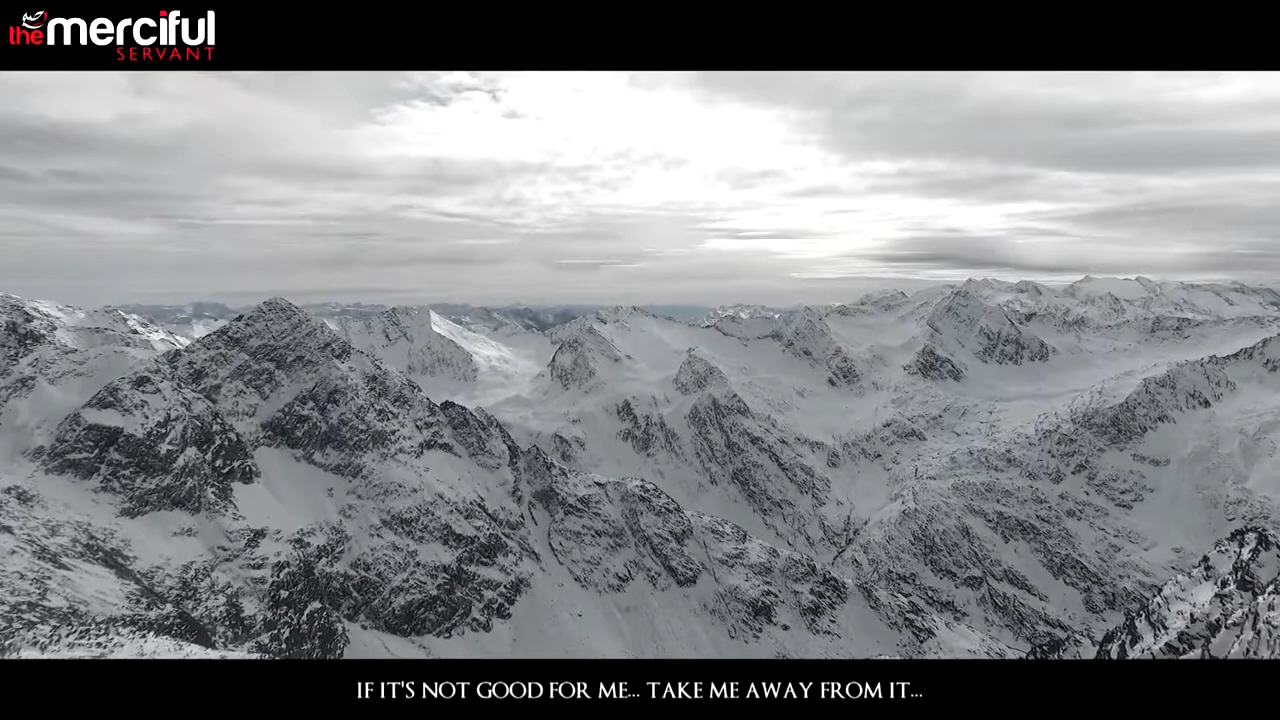 the merciful
SERVANT
IF IT'S NOT GOOD FOR ME... TAKE ME AWAY FROM IT...